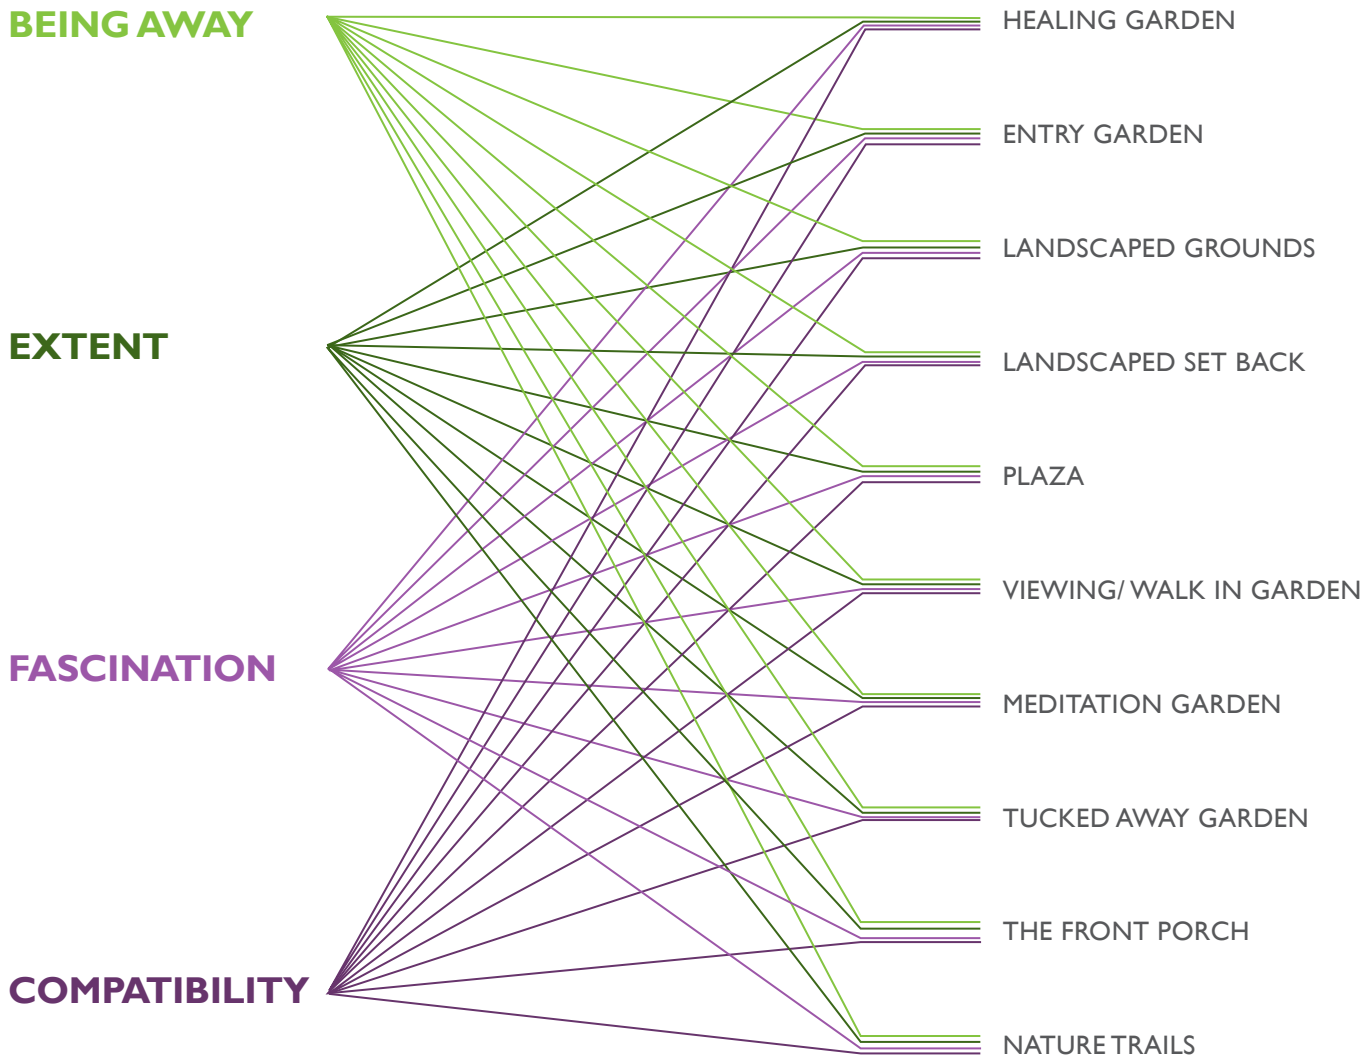 BEING AWAY
EXTENT
FASCINATION
COMPATIBILITY
HEALING GARDEN
ENTRY GARDEN
LANDSCAPED GROUNDS
LANDSCAPED SET BACK
PLAZA
VIEWING/ WALK IN GARDEN
MEDITATION GARDEN
TUCKED AWAY GARDEN
THE FRONT PORCH
NATURE TRAILS